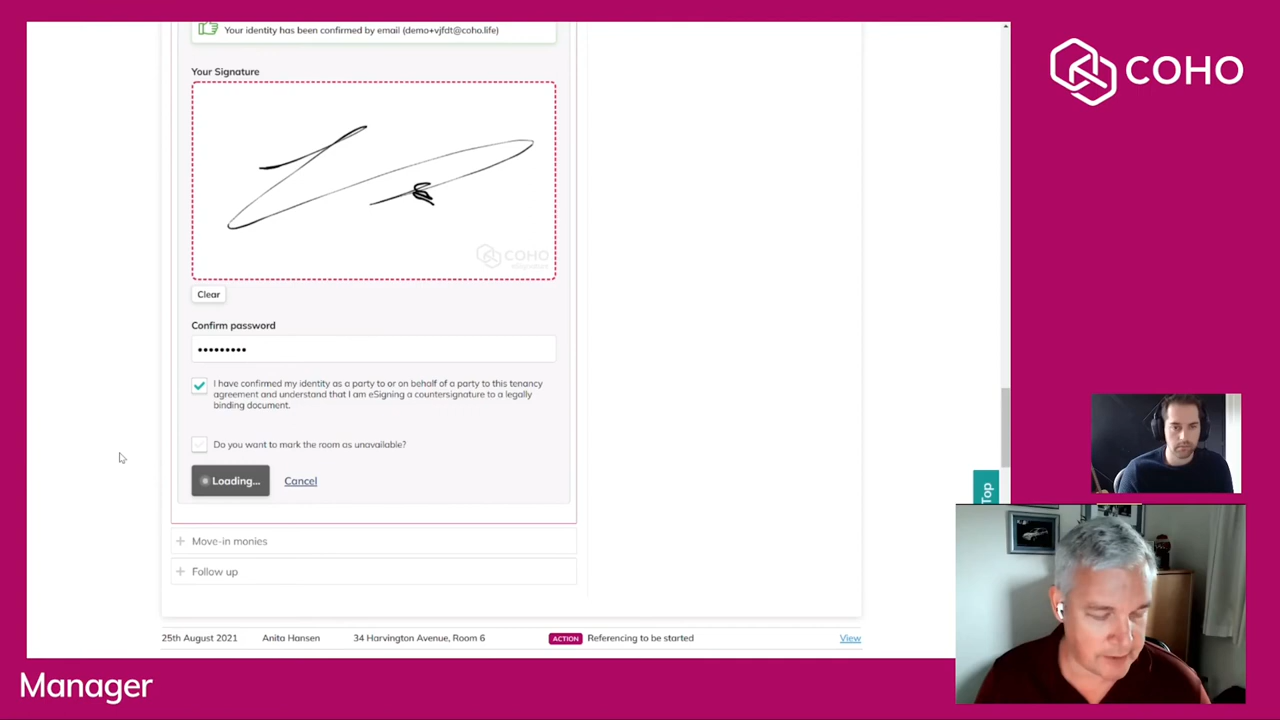 Your identity has been confirmed by email (demo+vjfdt@coho.life)
COHO
Your Signature
COHO
Clear
Confirm password
•••••••••
I have confirmed my identity as a party to or on behalf of a party to this tenancy
agreement and understand that I am eSigning a countersignature to a legally
binding document.
Do you want to mark the room as unavailable?
Loading... Cancel
Top
+ Move-in monies
+ Follow up
25th August 2021 Anita Hansen 34 Harvington Avenue, Room 6 ACTION Referencing to be started View
Manager